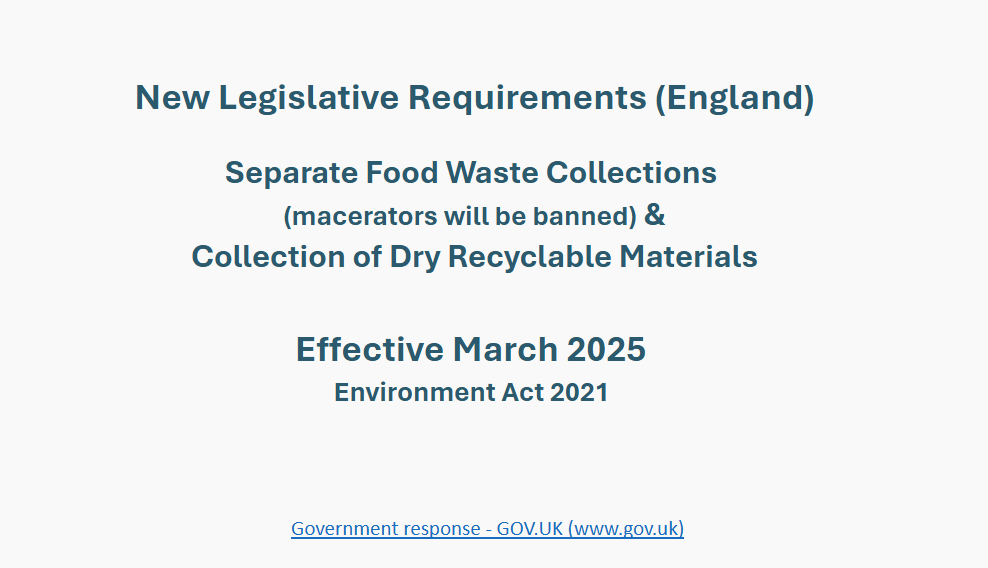 New Legislative Requirements (England)
Separate Food Waste Collections
(macerators will be banned) &
Collection of Dry Recyclable Materials
Effective March 2025
Environment Act 2021
Government response - GOV.UK (www.gov.uk)